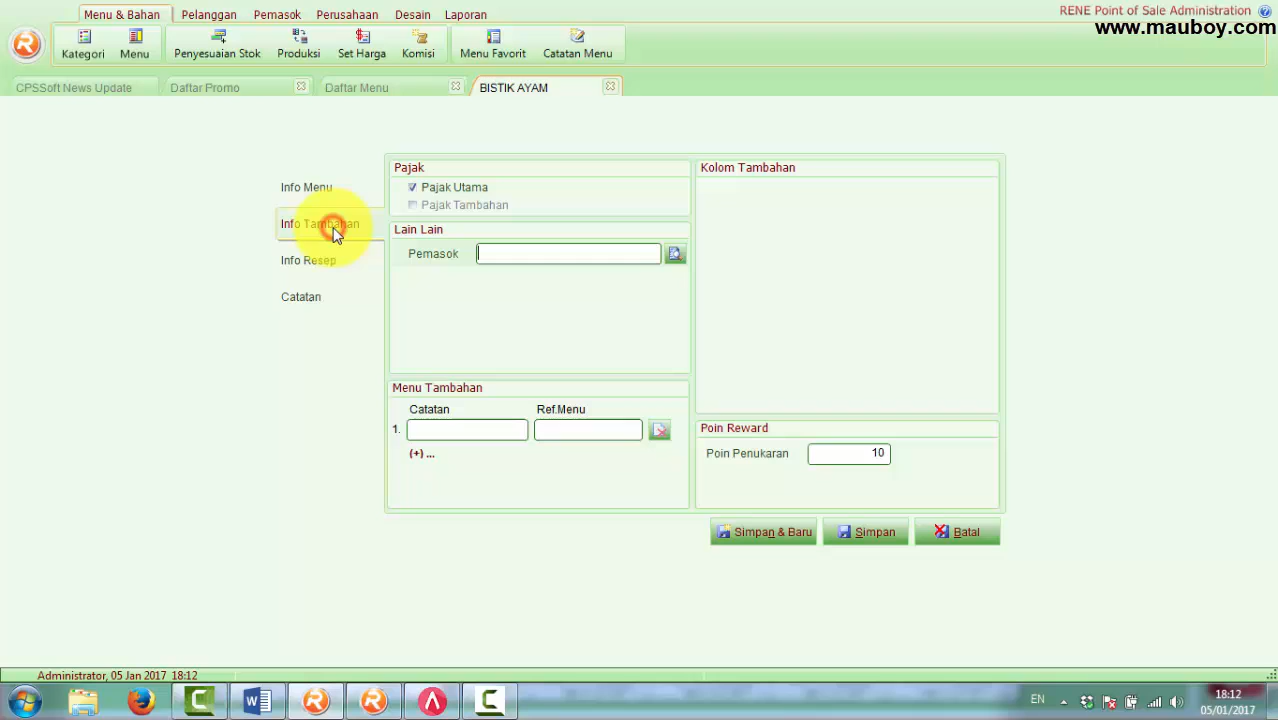 Menu & Bahan Pelanggan Pemasok Perusahaan Desain Laporan RENE Point of Sale Administration
www.mauboy.com
Kategori Menu Penyesuaian Stok Produksi Set Harga Komisi Menu Favorit Catatan Menu
CPSSoft News Update Daftar Promo Daftar Menu BISTIK AYAM
Info Menu
Info Tambahan
Info Resep
Catatan
Pajak
Pajak Utama
Pajak Tambahan
Lain Lain
Pemasok
Menu Tambahan
Catatan Ref.Menu
1.
(+) ...
Kolom Tambahan
Poin Reward
Poin Penukaran 10
Simpan & Baru Simpan Batal
Administrator, 05 Jan 2017 18:12
EN 18:12
05/01/2017